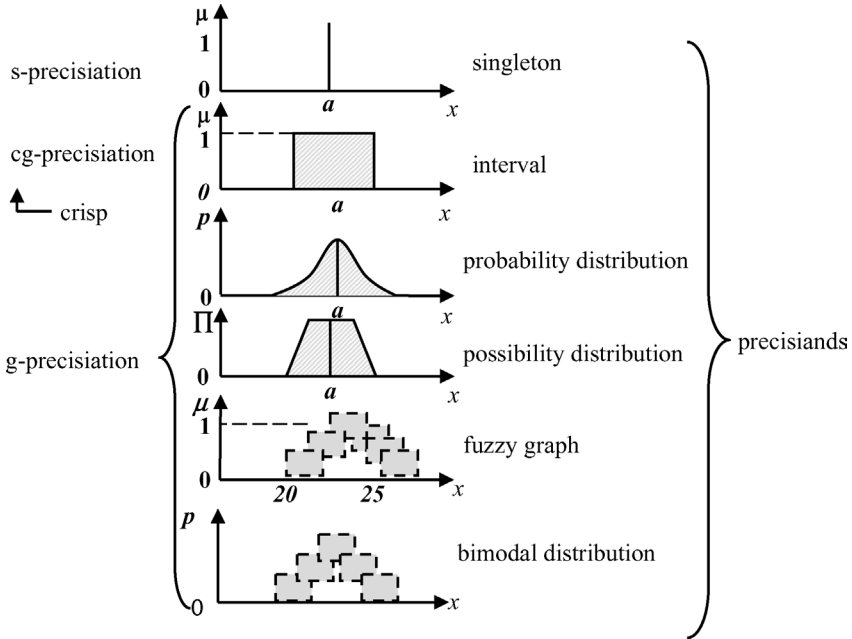 μ
1
s-precisiation
singleton
0
a
x
μ
1
cg-precisiation
interval
0
a
x
crisp
p
probability distribution
0
a
Π
possibility distribution
precisiands
g-precisiation
0
a
x
μ
1
fuzzy graph
0
20
25
x
p
bimodal distribution
0
x